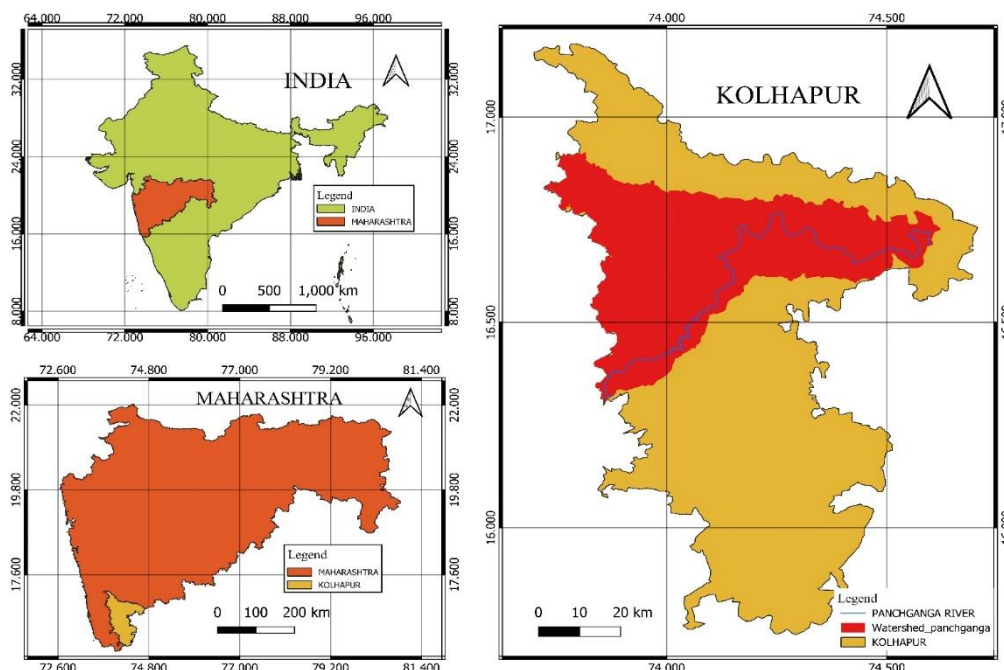 64.000 72.000 80.000 88.000 96.000
32.000
24.000
16.000
8.000
32.000
24.000
16.000
8.000
INDIA
Legend
INDIA
MAHARASHTRA
0 500 1,000 km
64.000 72.000 80.000 88.000 96.000
72.600 74.800 77.000 79.200 81.400
22.000
19.800
17.600
22.000
19.800
17.600
MAHARASHTRA
Legend
MAHARASHTRA
KOLHAPUR
0 100 200 km
72.600 74.800 77.000 79.200 81.400
74.000 74.500
17.000
16.500
16.000
17.000
16.500
16.000
KOLHAPUR
Legend
PANCHGANGA RIVER
Watershed_panchganga
KOLHAPUR
0 10 20 km
74.000 74.500